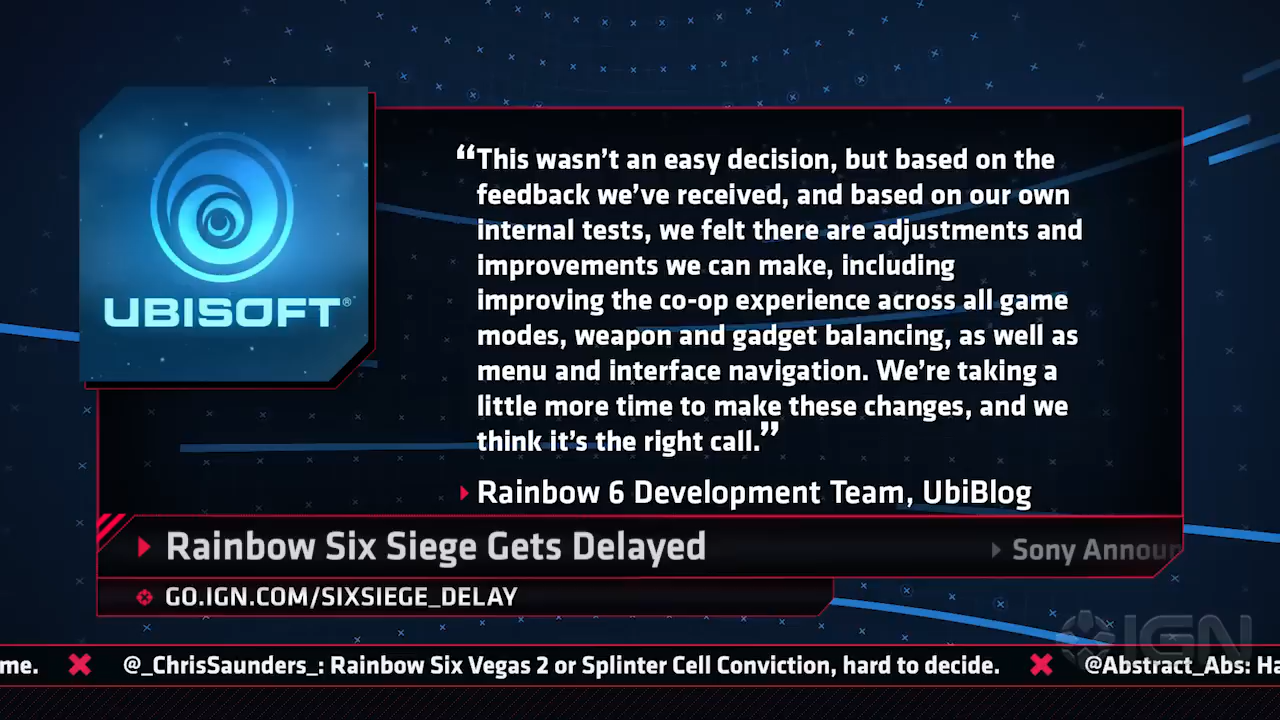 UBISOFT®
“This wasn't an easy decision, but based on the
feedback we've received, and based on our own
internal tests, we felt there are adjustments and
improvements we can make, including
improving the co-op experience across all game
modes, weapon and gadget balancing, as well as
menu and interface navigation. We're taking a
little more time to make these changes, and we
think it's the right call.”
Rainbow 6 Development Team, UbiBlog
Rainbow Six Siege Gets Delayed
Sony Announ
GO.IGN.COM/SIXSIEGE_DELAY
IGN
me. @_ChrisSaunders_: Rainbow Six Vegas 2 or Splinter Cell Conviction, hard to decide. @Abstract_Abs: Ha